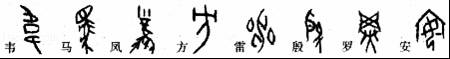 韦 马 凤 方 雷 殷 罗 安